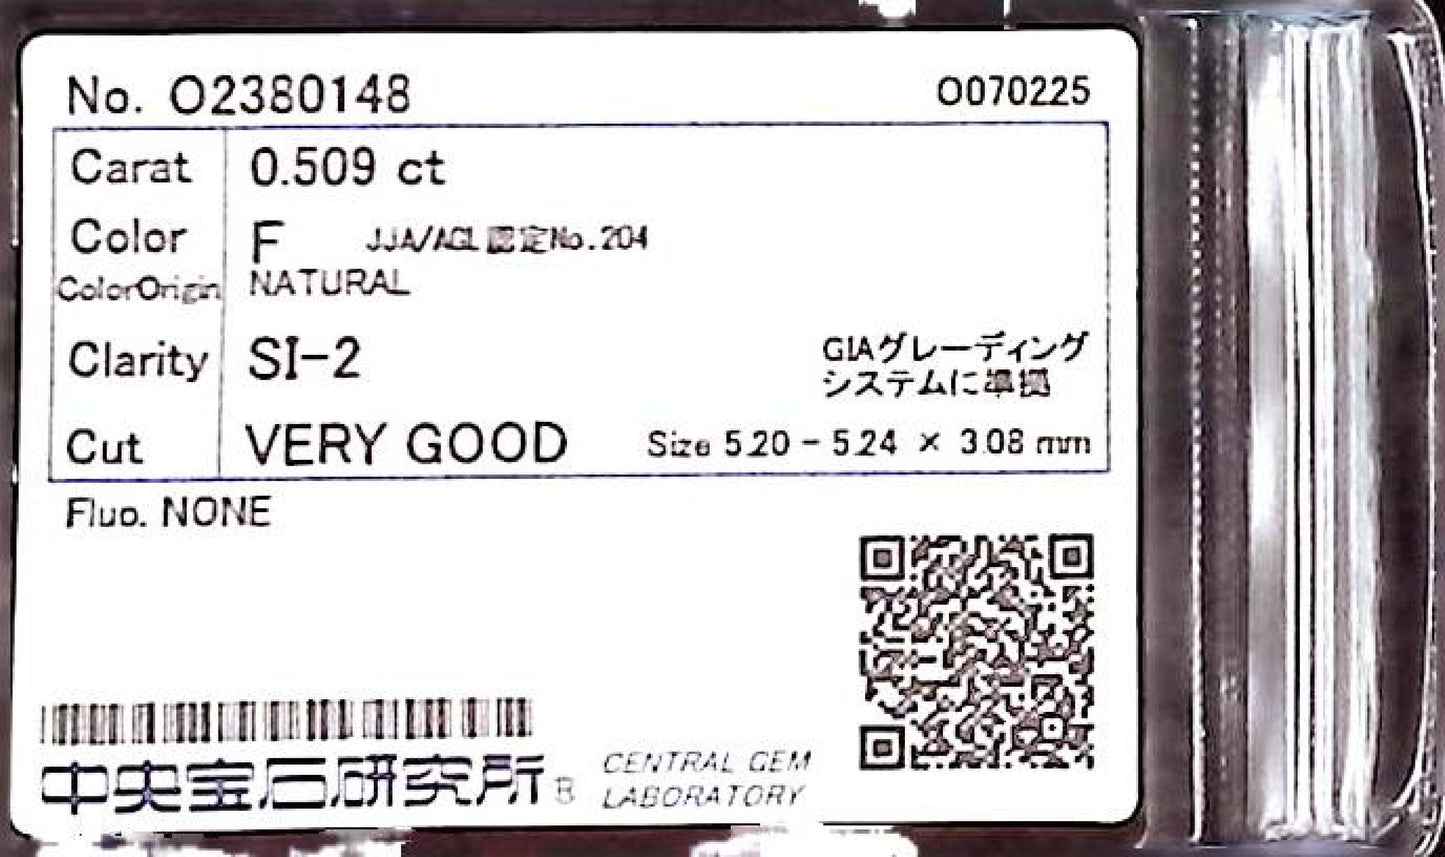 No. O2380148 O070225
Carat 0.509 ct
Color F JJA/AGL認定No.204
ColorOrigin NATURAL
Clarity SI-2 GIAグレーディング
システムに準拠
Cut VERY GOOD Size 5.20 - 5.24 × 3.08 mm
Fluo. NONE
中央宝石研究所 B CENTRAL GEM
LABORATORY